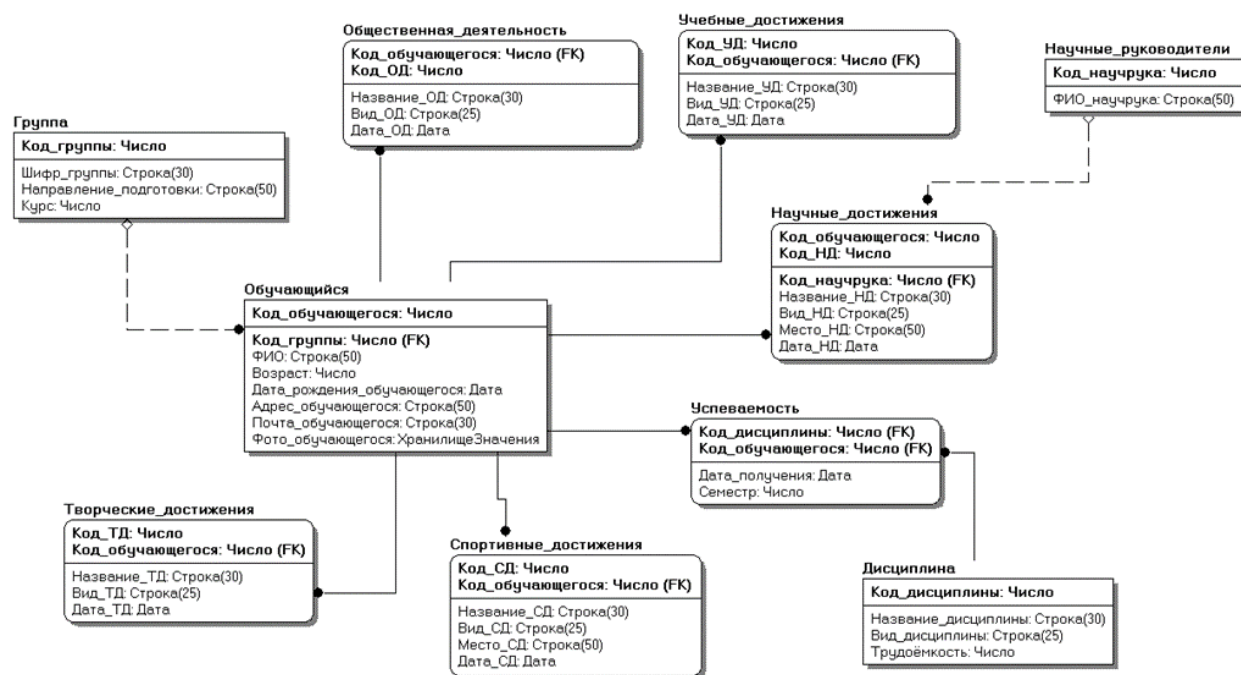 Общественная_деятельность
Код_обучающегося: Число (FK)
Код_ОД: Число
Название_ОД: Строка(30)
Вид_ОД: Строка(25)
Дата_ОД: Дата
Учебные_достижения
Код_УД: Число
Код_обучающегося: Число (FK)
Название_УД: Строка(30)
Вид_УД: Строка(25)
Дата_УД: Дата
Научные_руководители
Код_научрука: Число
ФИО_научрука: Строка(50)
Группа
Код_группы: Число
Шифр_группы: Строка(30)
Направление_подготовки: Строка(50)
Курс: Число
Научные_достижения
Код_обучающегося: Число
Код_НД: Число
Код_научрука: Число (FK)
Название_НД: Строка(30)
Вид_НД: Строка(25)
Место_НД: Строка(50)
Дата_НД: Дата
Обучающийся
Код_обучающегося: Число
Код_группы: Число (FK)
ФИО: Строка(50)
Возраст: Число
Дата_рождения_обучающегося: Дата
Адрес_обучающегося: Строка(50)
Почта_обучающегося: Строка(30)
Фото_обучающегося: ХранилищеЗначения
Успеваемость
Код_дисциплины: Число (FK)
Код_обучающегося: Число (FK)
Дата_получения: Дата
Семестр: Число
Творческие_достижения
Код_ТД: Число
Код_обучающегося: Число (FK)
Название_ТД: Строка(30)
Вид_ТД: Строка(25)
Дата_ТД: Дата
Спортивные_достижения
Код_СД: Число
Код_обучающегося: Число (FK)
Название_СД: Строка(30)
Вид_СД: Строка(25)
Место_СД: Строка(50)
Дата_СД: Дата
Дисциплина
Код_дисциплины: Число
Название_дисциплины: Строка(30)
Вид_дисциплины: Строка(25)
Трудоёмкость: Число